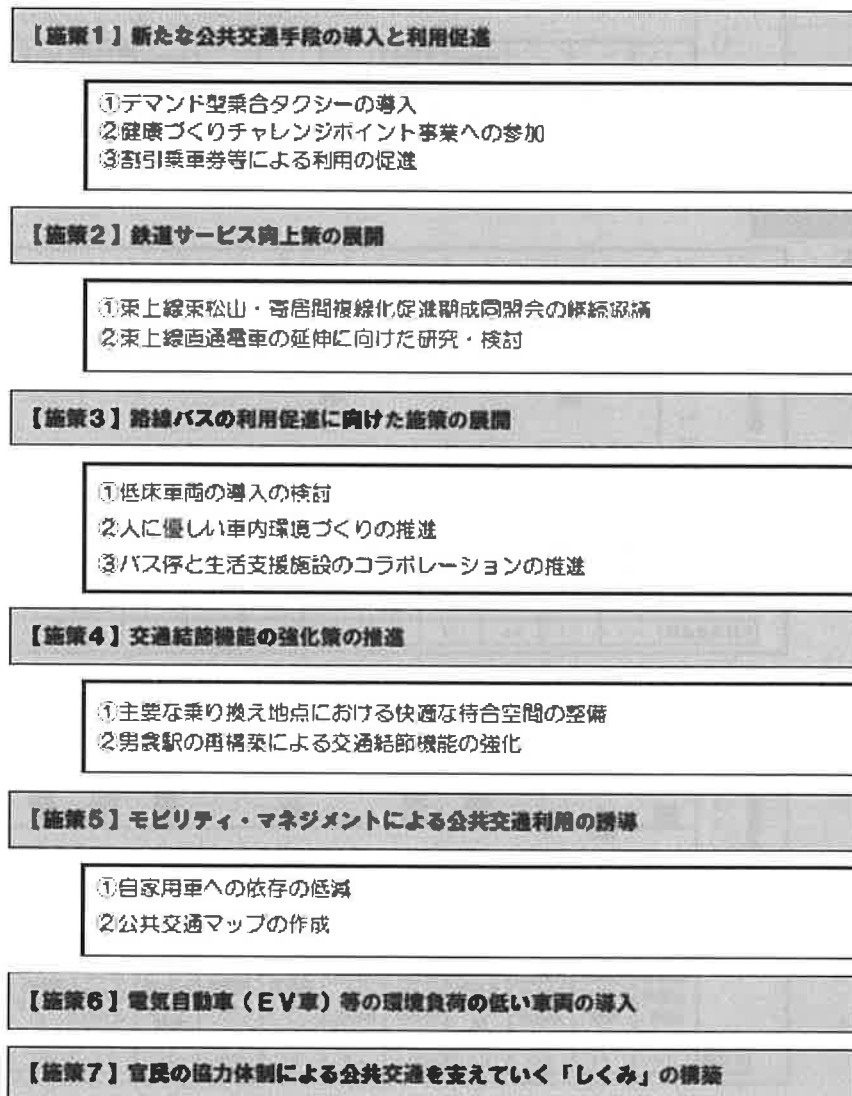 【施策1】新たな公共交通手段の導入と利用促進
①デマンド型乗合タクシーの導入
②健康づくりチャレンジポイント事業への参加
③割引乗車券等による利用の促進
【施策2】鉄道サービス向上策の展開
①東上線東松山・寄居間複線化促進期成同盟会の継続協議
②東上線直通電車の延伸に向けた研究・検討
【施策3】路線バスの利用促進に向けた施策の展開
①低床車両の導入の検討
②人に優しい車内環境づくりの推進
③バス停と生活支援施設のコラボレーションの推進
【施策4】交通結節機能の強化策の推進
①主要な乗り換え地点における快適な待合空間の整備
②男衾駅の再構築による交通結節機能の強化
【施策5】モビリティ・マネジメントによる公共交通利用の誘導
①自家用車への依存の低減
②公共交通マップの作成
【施策6】電気自動車（EV車）等の環境負荷の低い車両の導入
【施策7】官民の協力体制による公共交通を支えていく「しくみ」の構築